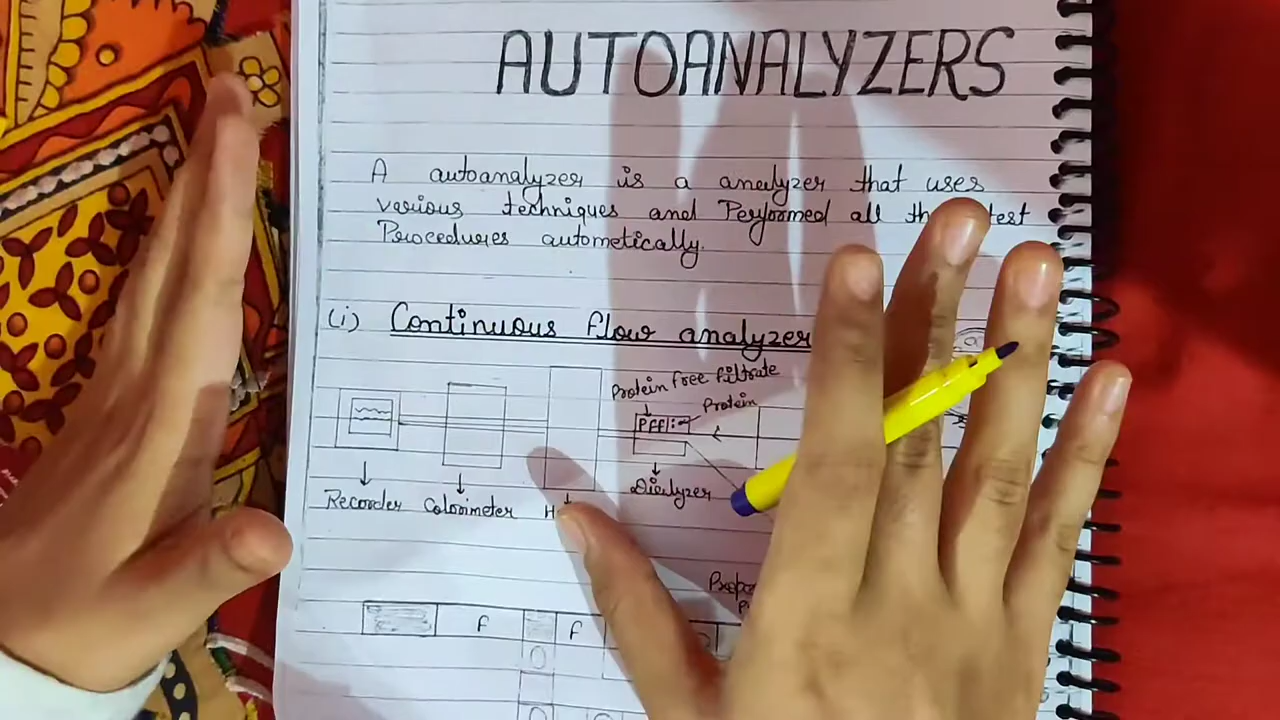 AUTOANALYZERS
A autoanalyzer is a analyzer that uses
various techniques and Performed all the test
Procedures autometically.
(i) Continuous flow analyzer
Protein free filtrate
Protein
PFF
Recorder Colorimeter
Dialyzer
f f